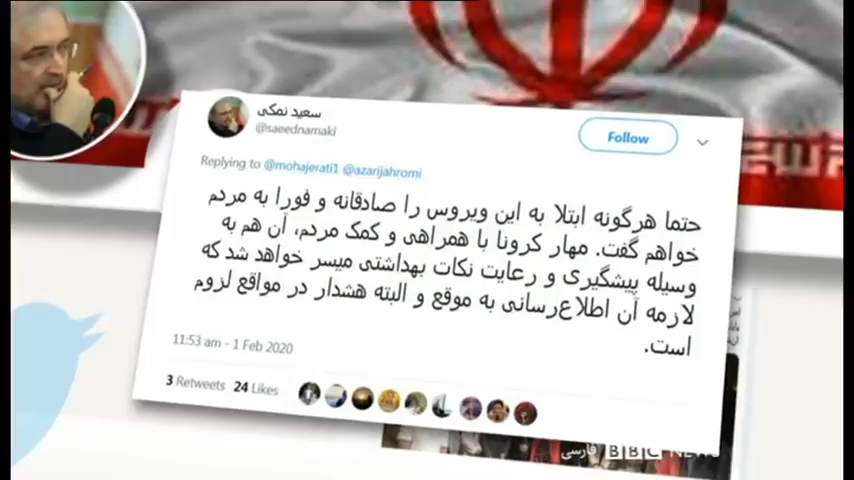 سعید نمکی
@saeednamaki
Follow
Replying to @mohajerati1 @azarijahromi
حتما هرگونه ابتلا به این ویروس را صادقانه و فورا به مردم
خواهم گفت. مهار کرونا با همراهی و کمک مردم، آن هم به
وسیله پیشگیری و رعایت نکات بهداشتی میسر خواهد شد که
لازمه آن اطلاع‌رسانی به موقع و البته هشدار در مواقع لزوم
است.
11:53 am - 1 Feb 2020
3 Retweets 24 Likes
BBC NEWS فارسی